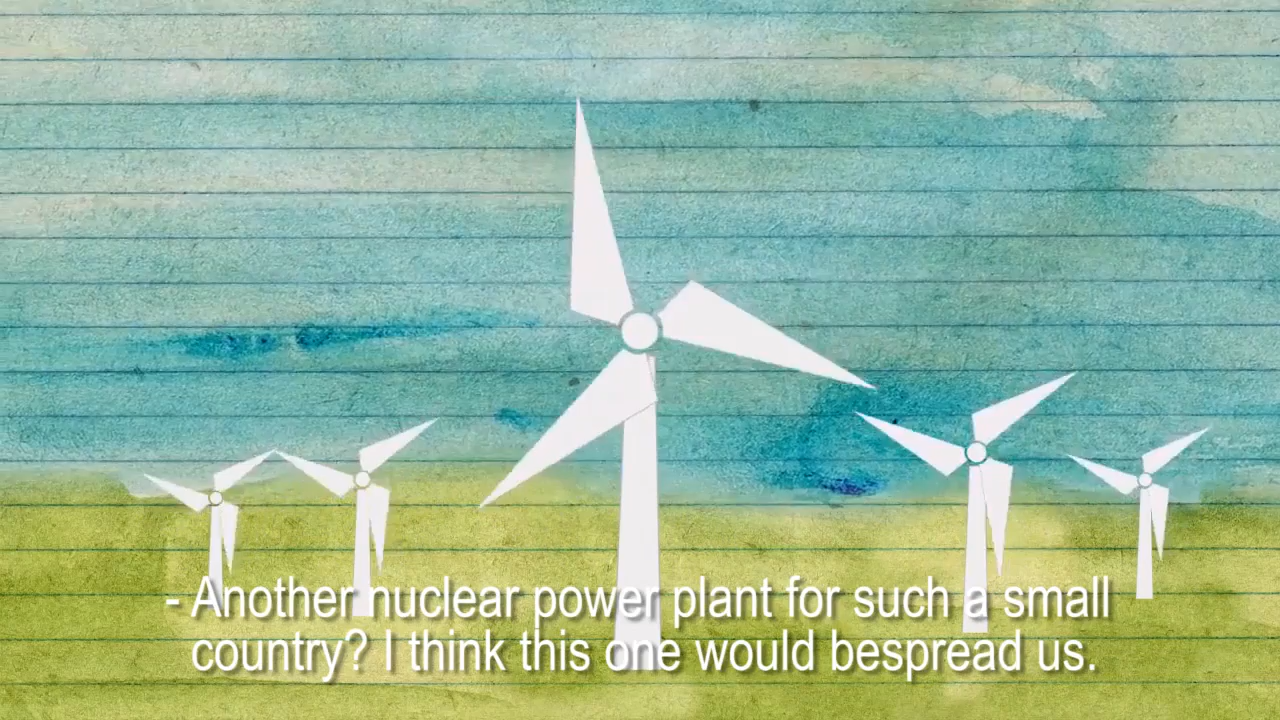 - Another nuclear power plant for such a small
country? I think this one would bespread us.